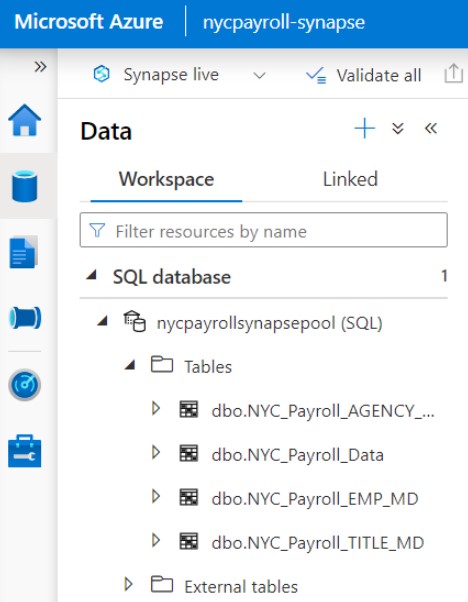 Microsoft Azure nycpayroll-synapse
Synapse live Validate all
Data
Workspace Linked
Filter resources by name
SQL database 1
nycpayrollsynapsepool (SQL)
Tables
dbo.NYC_Payroll_AGENCY_...
dbo.NYC_Payroll_Data
dbo.NYC_Payroll_EMP_MD
dbo.NYC_Payroll_TITLE_MD
External tables